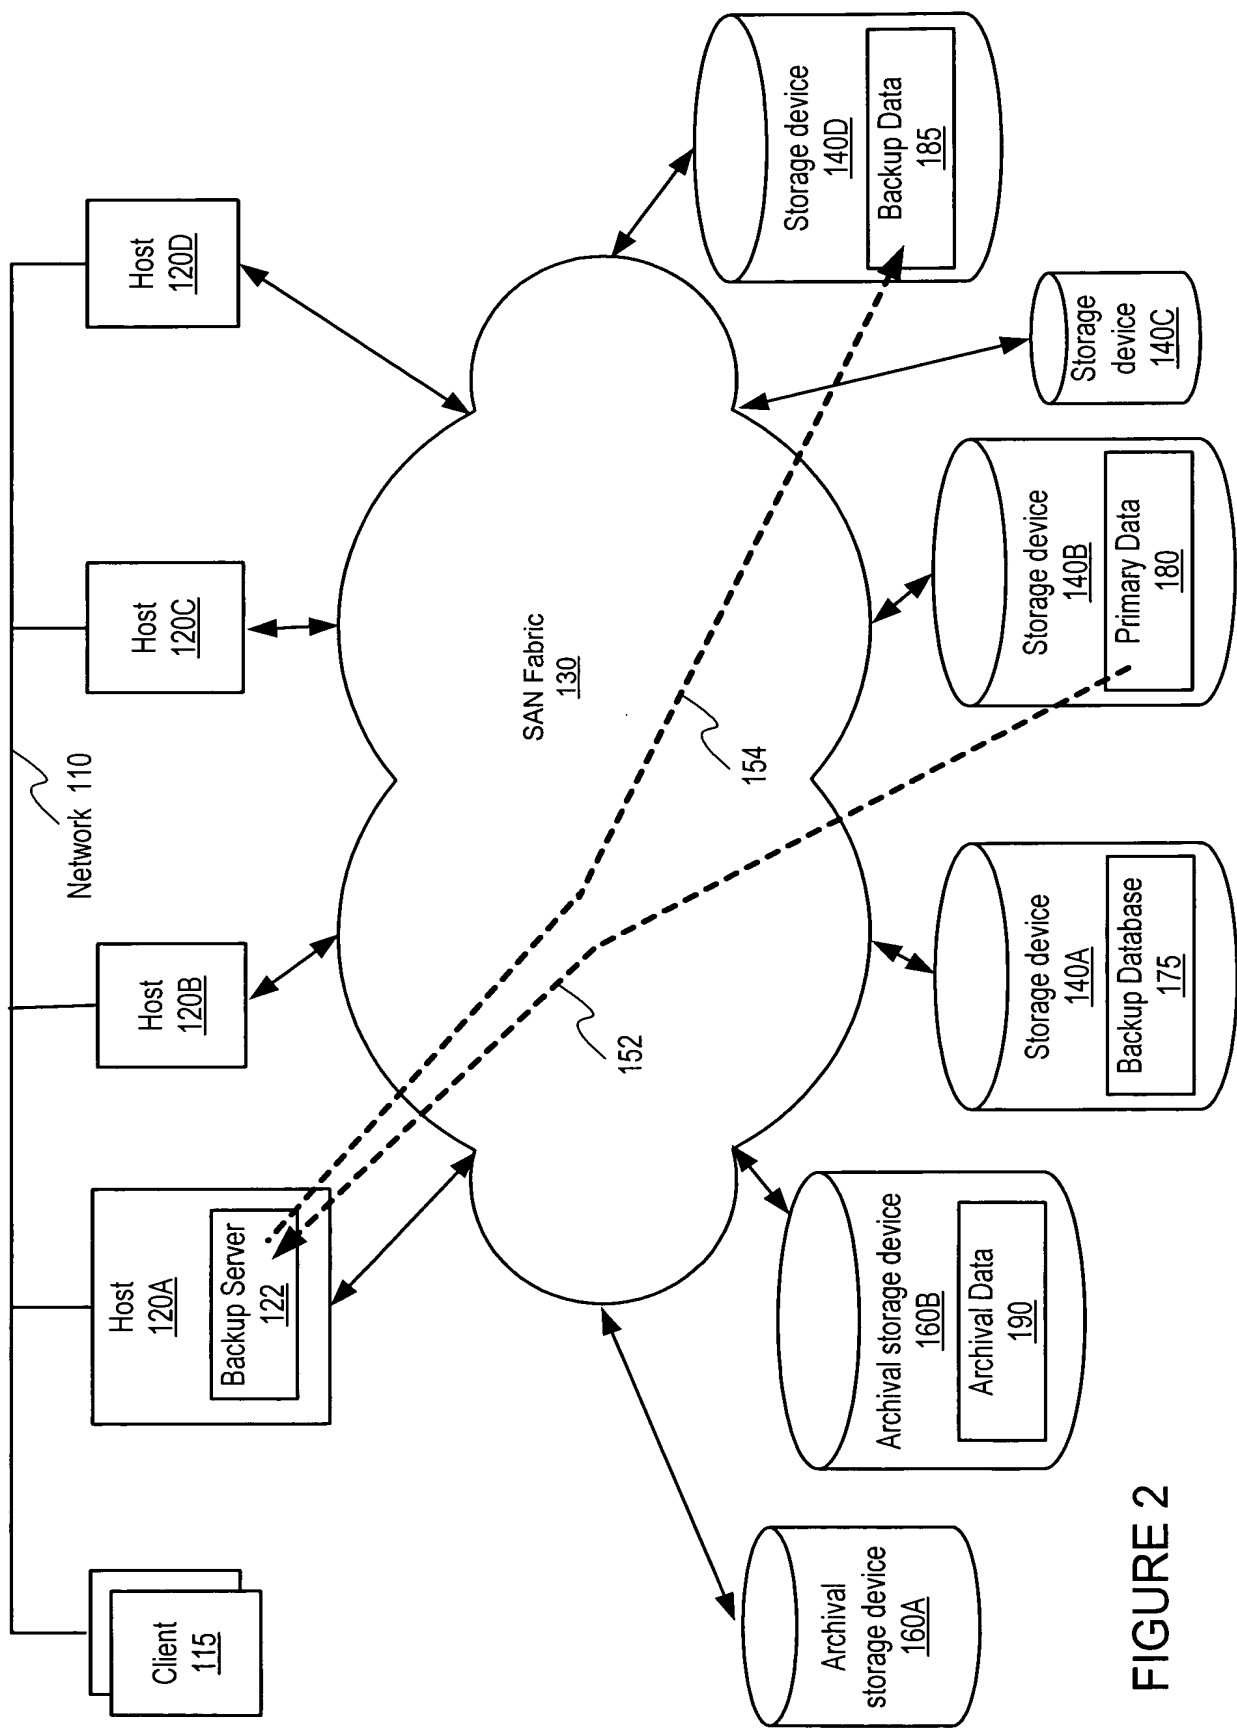 Network 110
Client
115
Host
120A
Backup Server
122
Host
120B
Host
120C
Host
120D
SAN Fabric
130
152
154
Archival
storage device
160A
Archival storage device
160B
Archival Data
190
Storage device
140A
Backup Database
175
Storage device
140B
Primary Data
180
Storage
device
140C
Storage device
140D
Backup Data
185
FIGURE 2